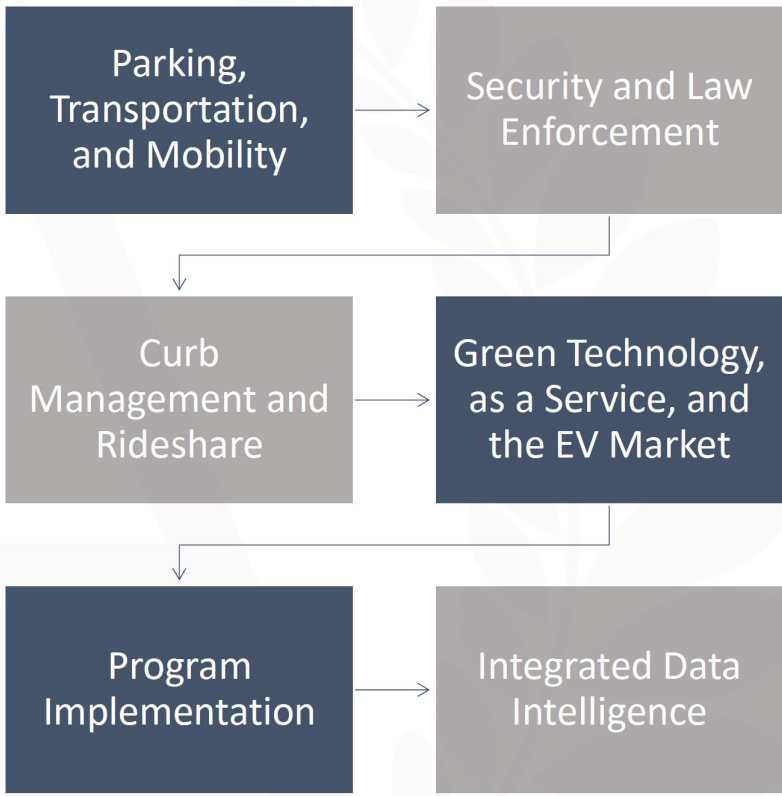 Parking,
Transportation,
and Mobility
Security and Law
Enforcement
Curb
Management and
Rideshare
Green Technology,
as a Service, and
the EV Market
Program
Implementation
Integrated Data
Intelligence